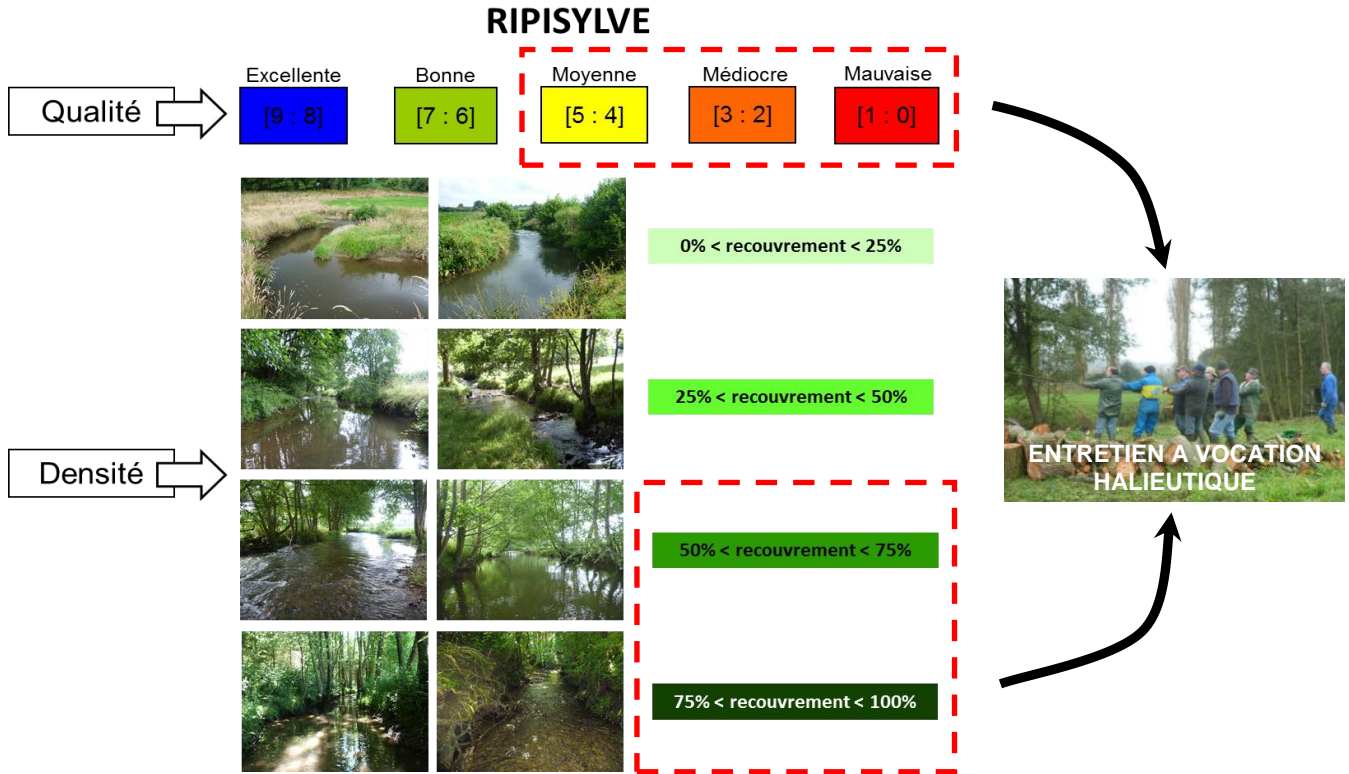 RIPISYLVE
Qualité
Excellente
Bonne
Moyenne
Médiocre
Mauvaise
[9 : 8]
[7 : 6]
[5 : 4]
[3 : 2]
[1 : 0]
Densité
0% < recouvrement < 25%
25% < recouvrement < 50%
50% < recouvrement < 75%
75% < recouvrement < 100%
ENTRETIEN A VOCATION
HALIEUTIQUE